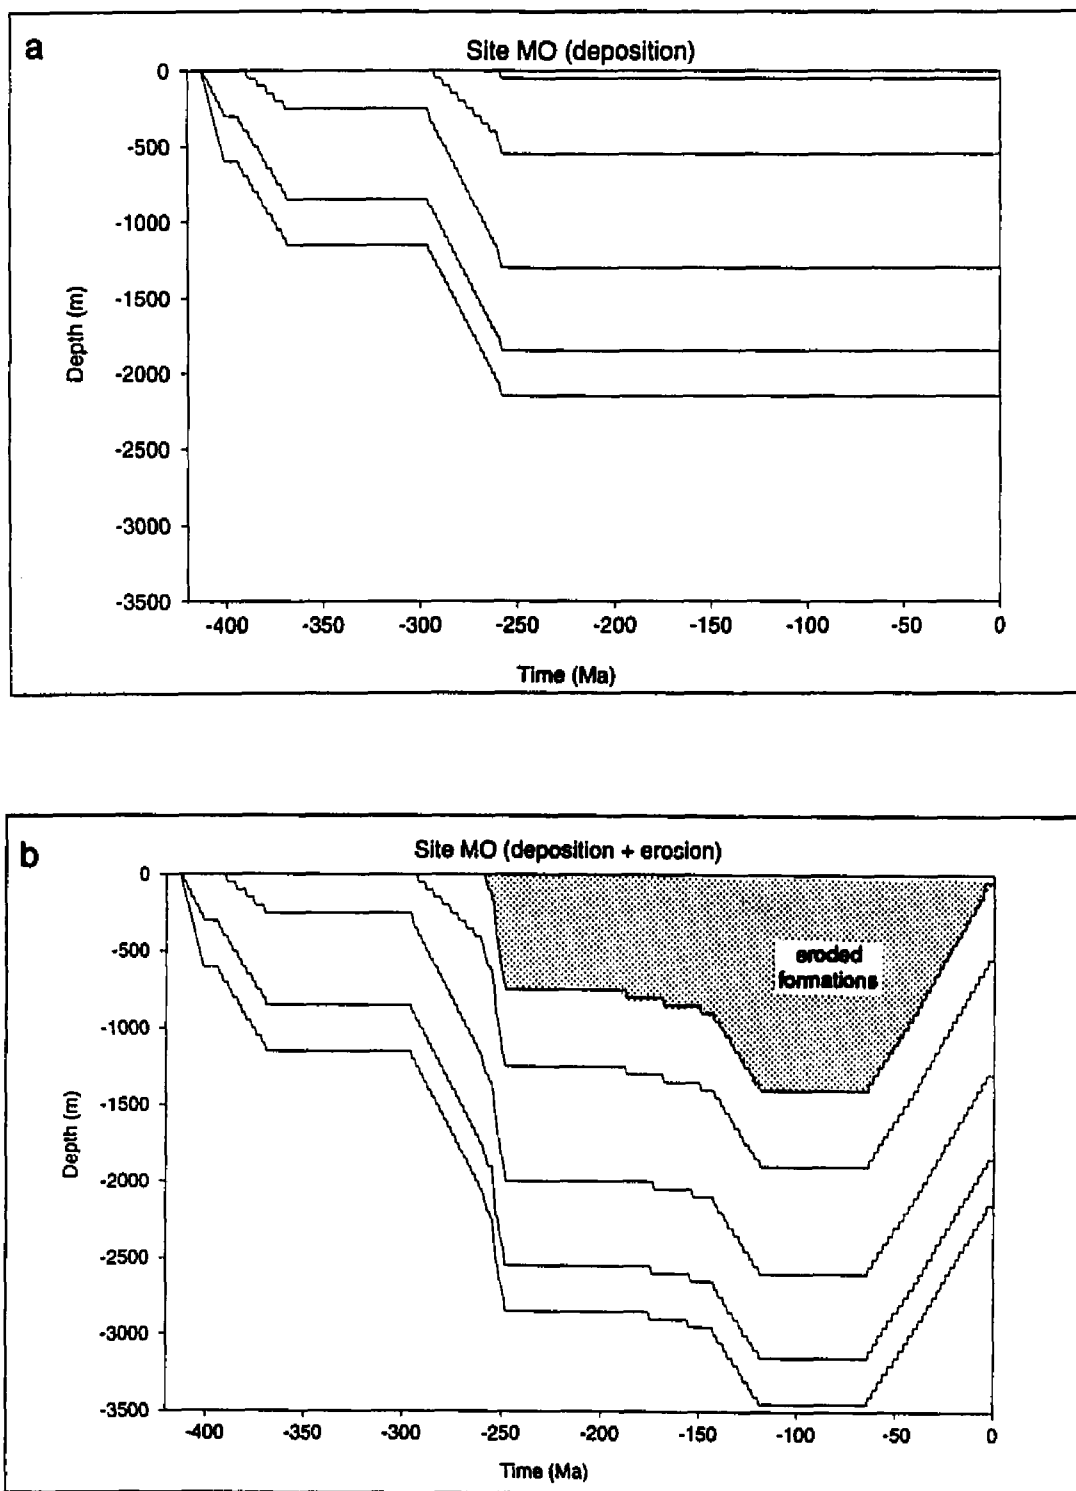 a
Site MO (deposition)
0
-500
-1000
-1500
-2000
-2500
-3000
-3500
Depth (m)
-400 -350 -300 -250 -200 -150 -100 -50 0
Time (Ma)
b
Site MO (deposition + erosion)
0
-500
-1000
-1500
-2000
-2500
-3000
-3500
Depth (m)
eroded
formations
-400 -350 -300 -250 -200 -150 -100 -50 0
Time (Ma)